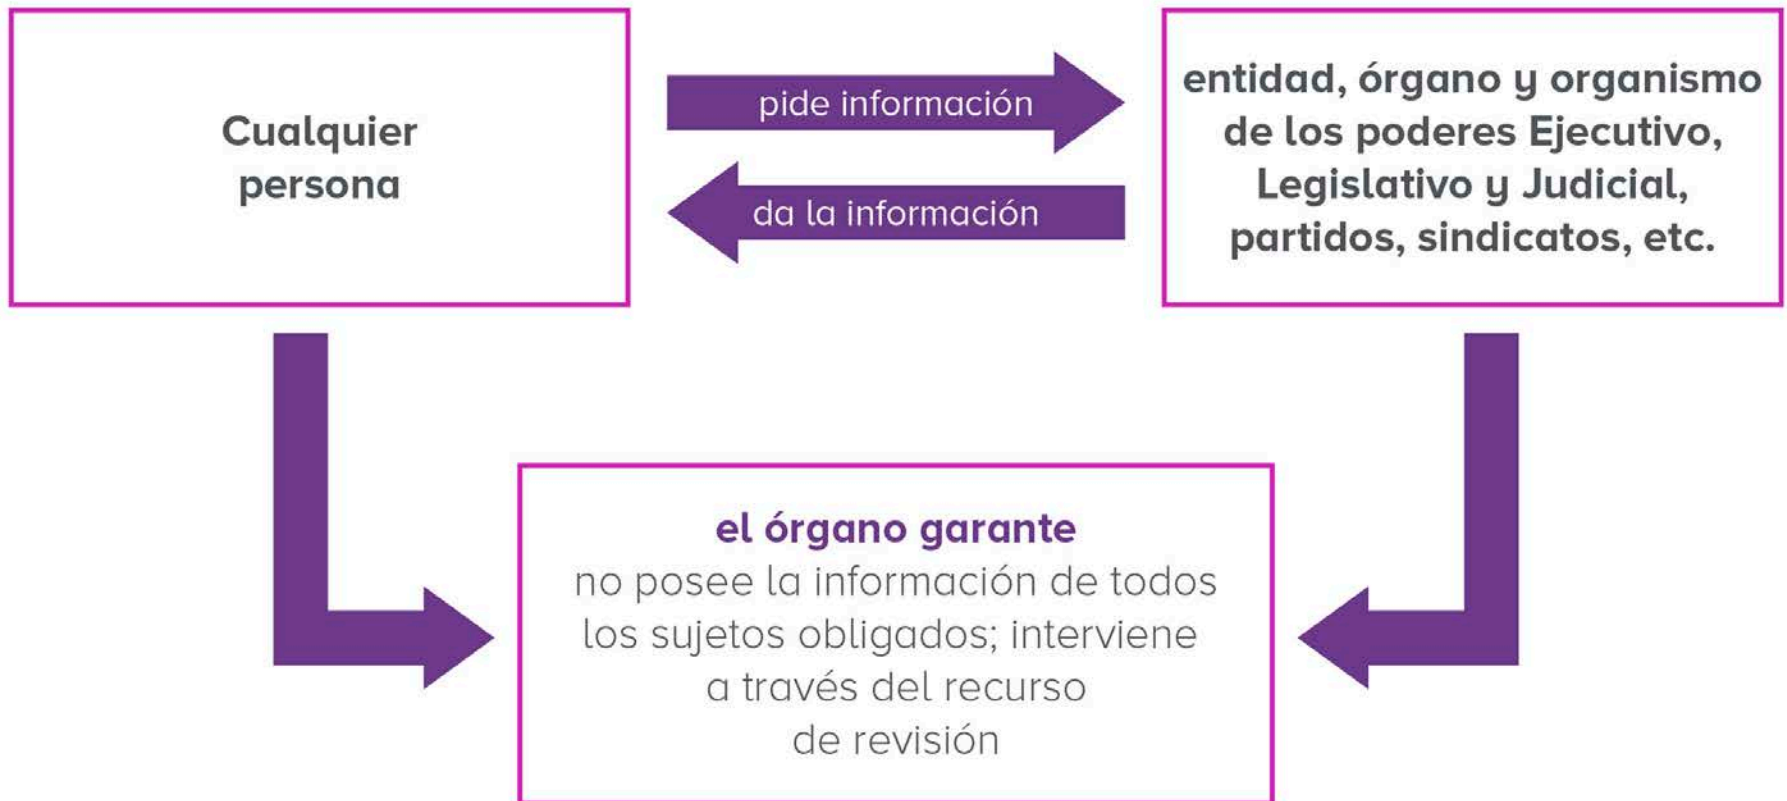 Cualquier
persona
pide información
da la información
entidad, órgano y organismo
de los poderes Ejecutivo,
Legislativo y Judicial,
partidos, sindicatos, etc.
el órgano garante
no posee la información de todos
los sujetos obligados; interviene
a través del recurso
de revisión